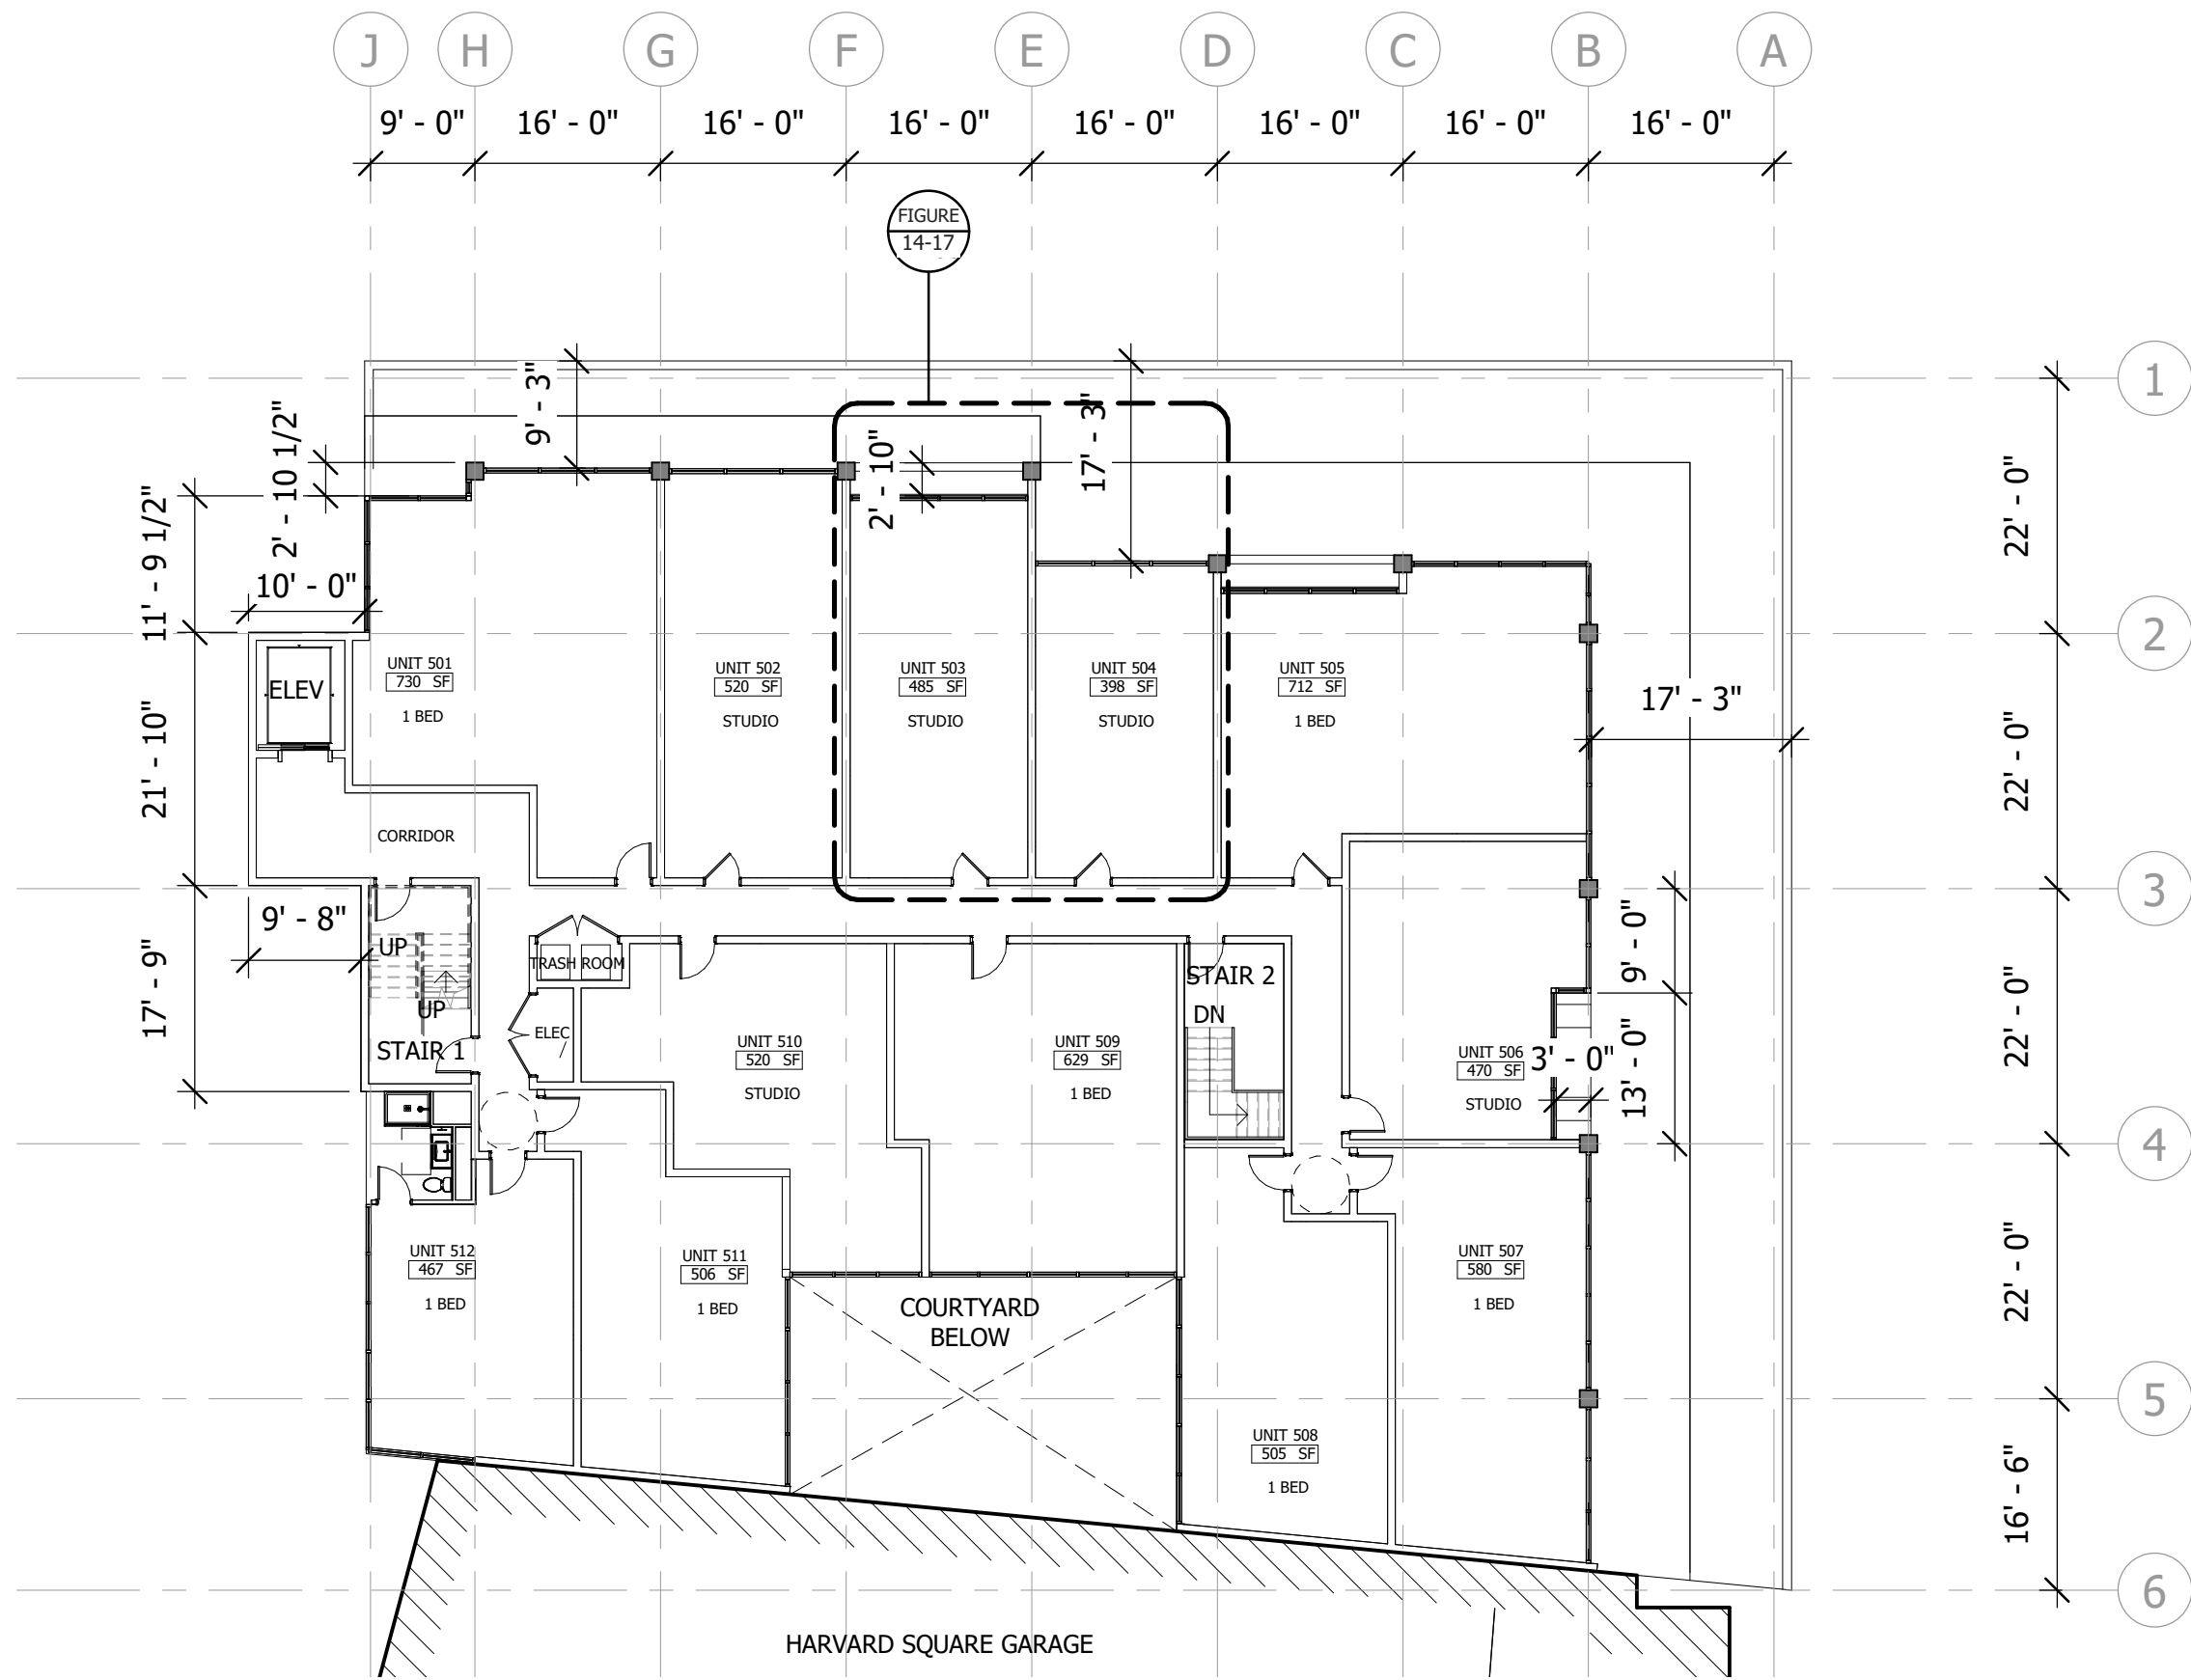 J H G F E D C B A
9' - 0" 16' - 0" 16' - 0" 16' - 0" 16' - 0" 16' - 0" 16' - 0" 16' - 0"
FIGURE
14-17
1
9' - 3"
17' - 3"
2' - 10 1/2"
2' - 10"
11' - 9 1/2"
22' - 0"
10' - 0"
2
ELEV
UNIT 501
730 SF
1 BED
UNIT 502
520 SF
STUDIO
UNIT 503
485 SF
STUDIO
UNIT 504
398 SF
STUDIO
UNIT 505
712 SF
1 BED
17' - 3"
21' - 10"
22' - 0"
CORRIDOR
3
9' - 8"
9' - 0"
UP
TRASH ROOM
STAIR 2
17' - 9"
UP
DN
22' - 0"
STAIR 1
ELEC
UNIT 510
520 SF
STUDIO
UNIT 509
629 SF
1 BED
UNIT 506
470 SF
STUDIO
3' - 0"
13' - 0"
4
UNIT 512
467 SF
1 BED
UNIT 511
506 SF
1 BED
UNIT 507
580 SF
1 BED
22' - 0"
COURTYARD
BELOW
5
UNIT 508
505 SF
1 BED
16' - 6"
6
HARVARD SQUARE GARAGE